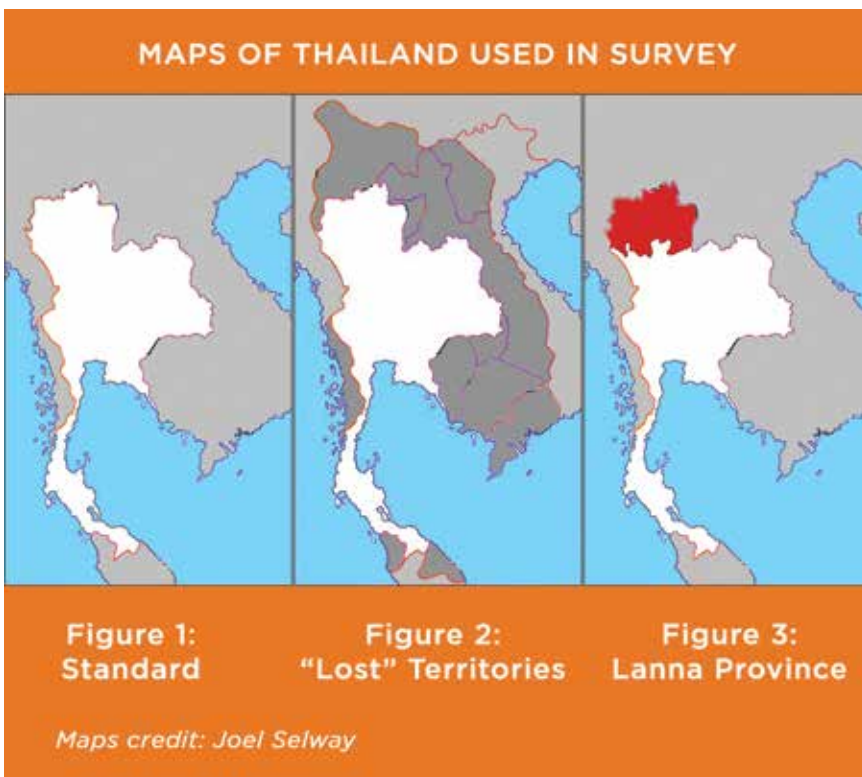 MAPS OF THAILAND USED IN SURVEY
Figure 1:
Standard
Figure 2:
"Lost" Territories
Figure 3:
Lanna Province
Maps credit: Joel Selway